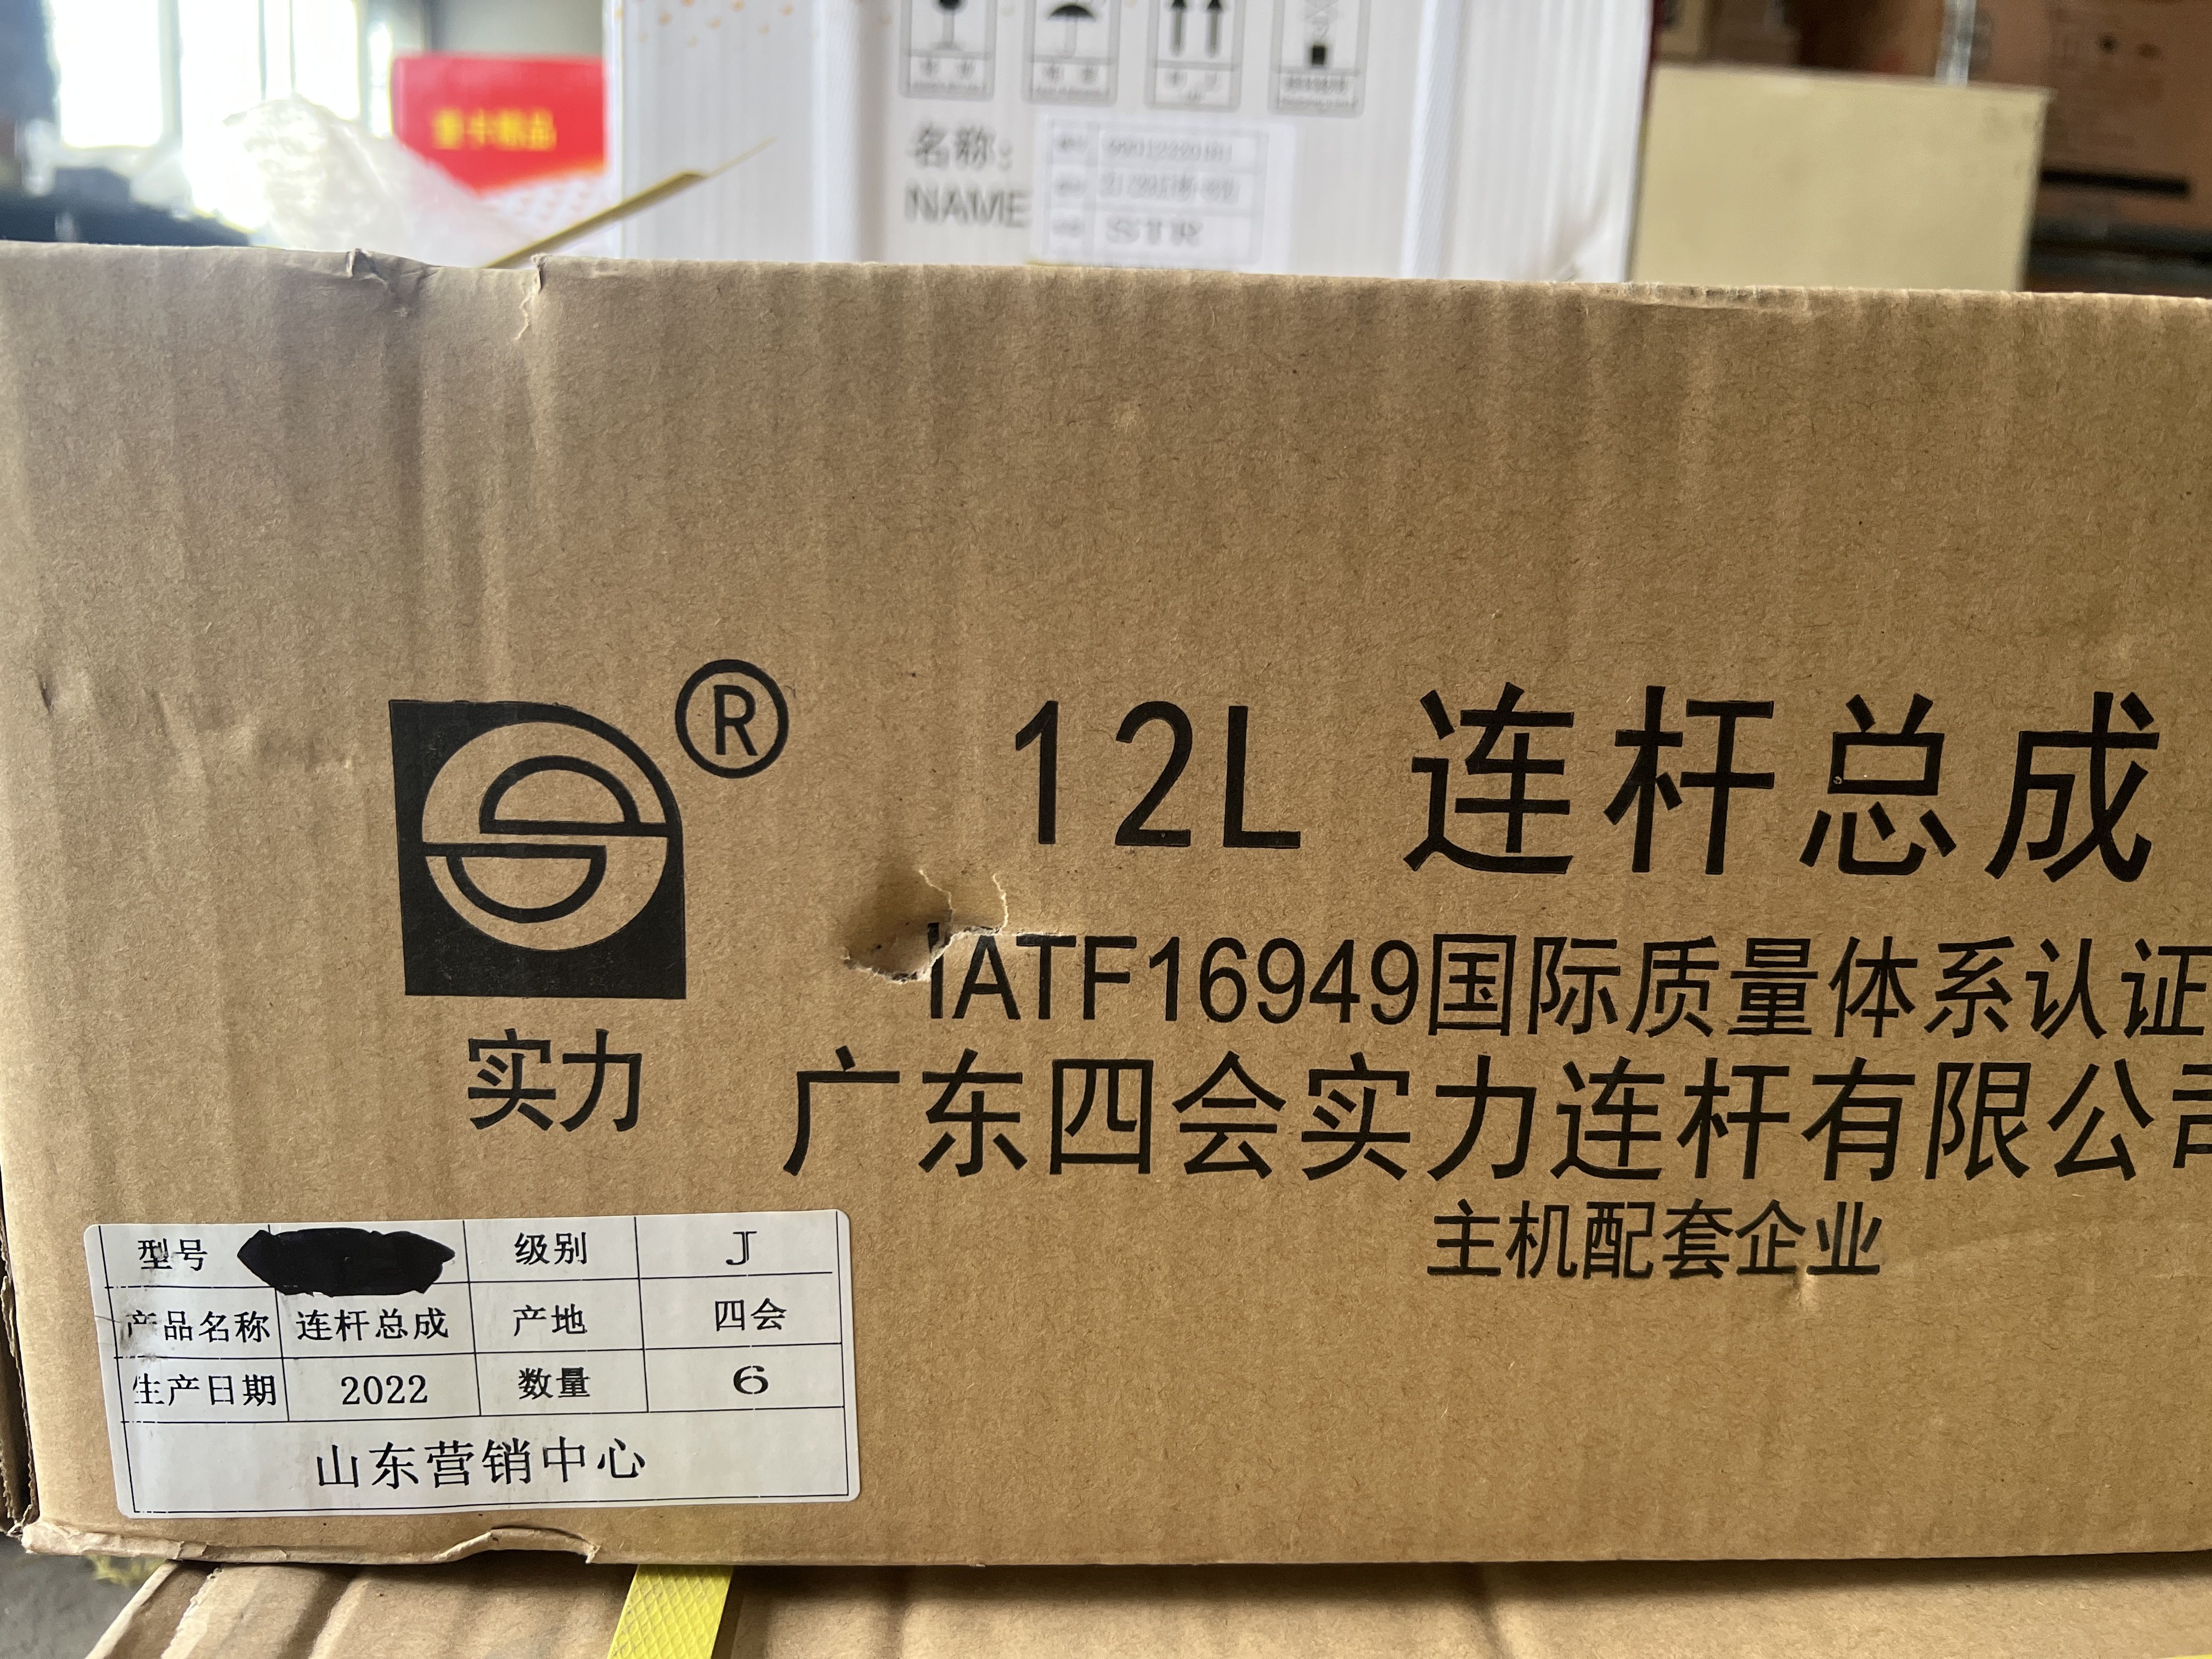 名称：
NAME
STR
®
12L 连杆总成
IATF16949国际质量体系认证
实力
广东四会实力连杆有限公司
主机配套企业
型号 级别 J
产品名称 连杆总成 产地 四会
生产日期 2022 数量 6
山东营销中心